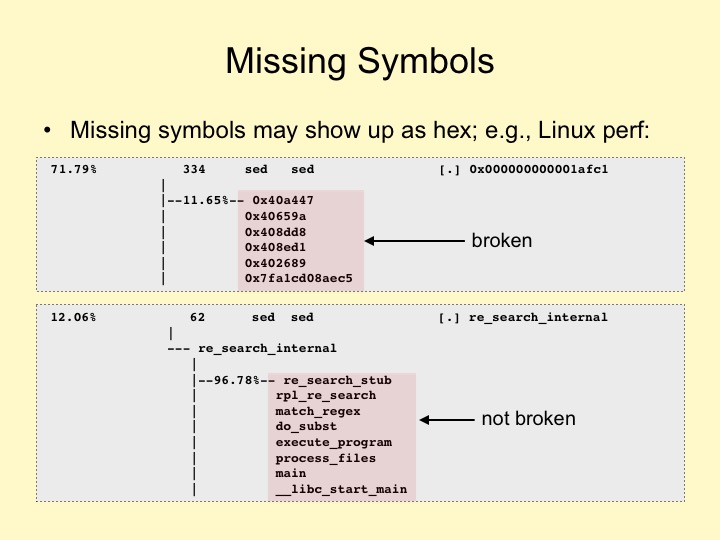 Missing Symbols
• Missing symbols may show up as hex; e.g., Linux perf:
71.79% 334 sed sed [.] 0x000000000001afc1
|
|--11.65%-- 0x40a447
| 0x40659a
| 0x408dd8
| 0x408ed1
| 0x402689
| 0x7fa1cd08aec5
broken
12.06% 62 sed sed [.] re_search_internal
|
--- re_search_internal
|
|--96.78%-- re_search_stub
| rpl_re_search
| match_regex
| do_subst
| execute_program
| process_files
| main
| __libc_start_main
not broken